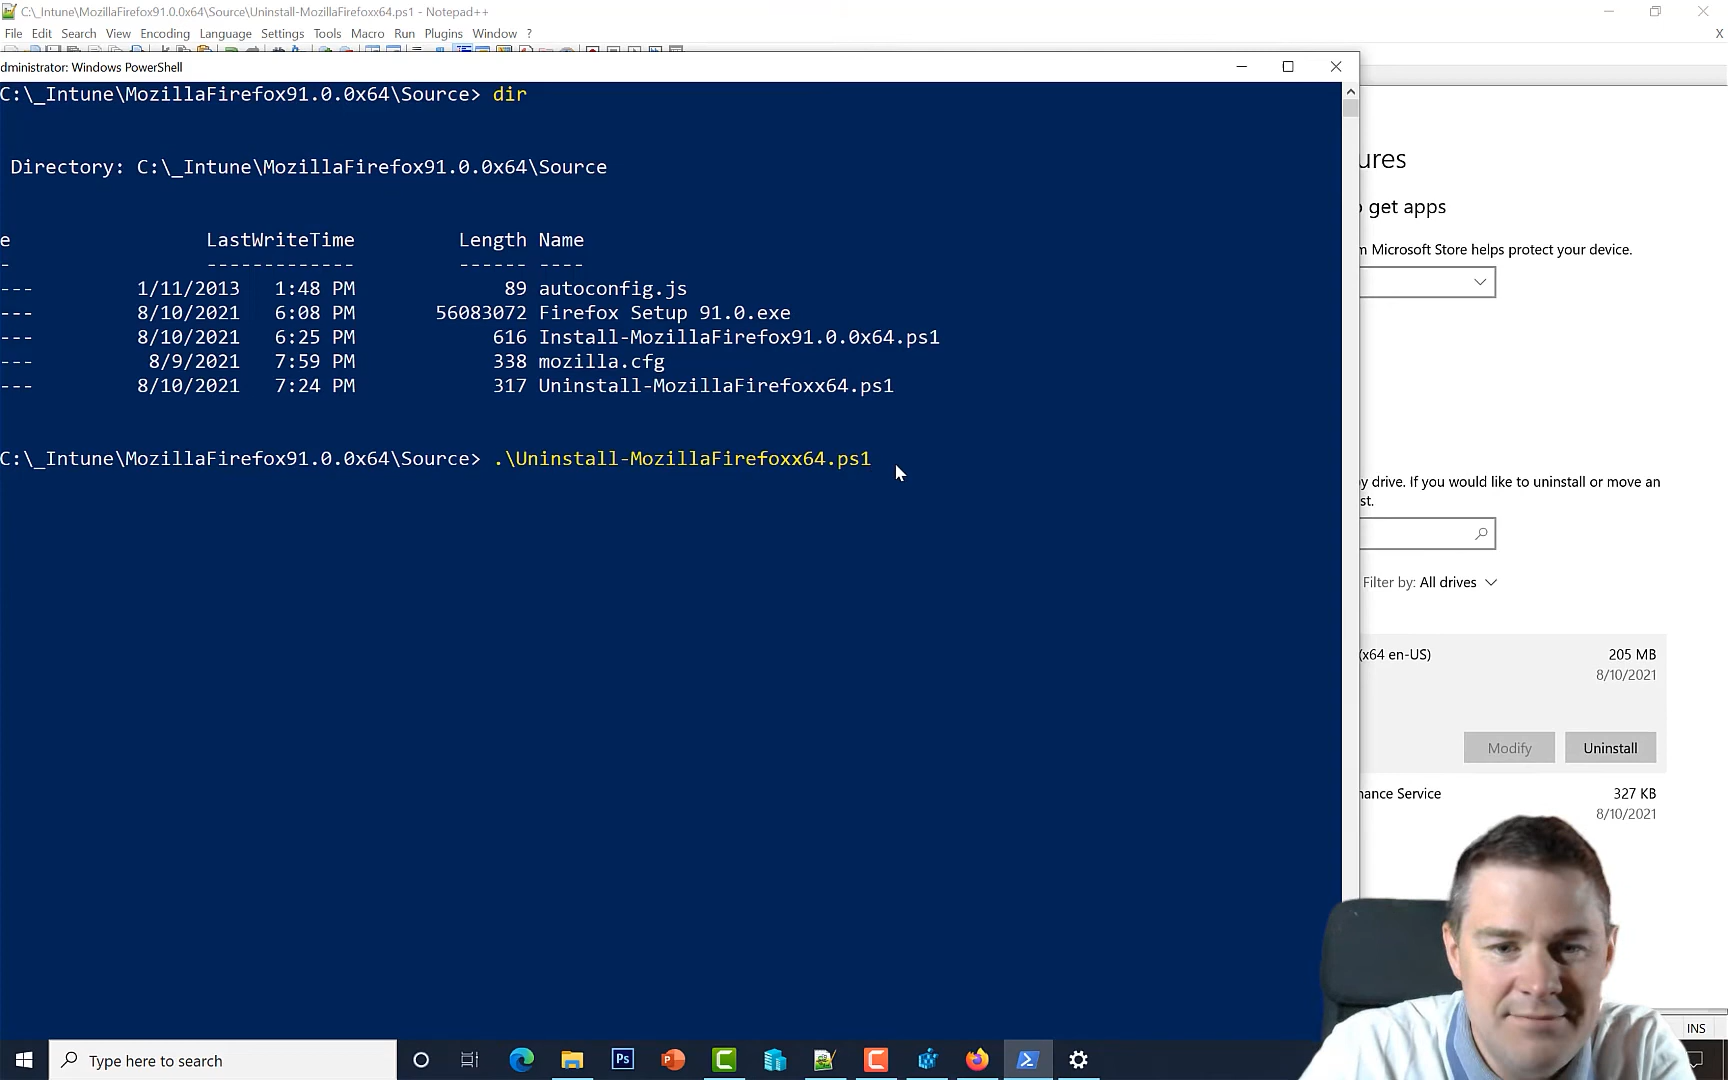 C:\_Intune\MozillaFirefox91.0.0x64\Source\Uninstall-MozillaFirefoxx64.ps1 - Notepad++
File Edit Search View Encoding Language Settings Tools Macro Run Plugins Window ? X
dministrator: Windows PowerShell
C:\_Intune\MozillaFirefox91.0.0x64\Source> dir
Directory: C:\_Intune\MozillaFirefox91.0.0x64\Source
e LastWriteTime Length Name
- ------------- ------ ----
--- 1/11/2013 1:48 PM 89 autoconfig.js
--- 8/10/2021 6:08 PM 56083072 Firefox Setup 91.0.exe
--- 8/10/2021 6:25 PM 616 Install-MozillaFirefox91.0.0x64.ps1
--- 8/9/2021 7:59 PM 338 mozilla.cfg
--- 8/10/2021 7:24 PM 317 Uninstall-MozillaFirefoxx64.ps1
C:\_Intune\MozillaFirefox91.0.0x64\Source> .\Uninstall-MozillaFirefoxx64.ps1
ures
get apps
m Microsoft Store helps protect your device.
y drive. If you would like to uninstall or move an
st.
Filter by: All drives
(x64 en-US) 205 MB
8/10/2021
Modify Uninstall
nance Service 327 KB
8/10/2021
INS
Type here to search
Ps